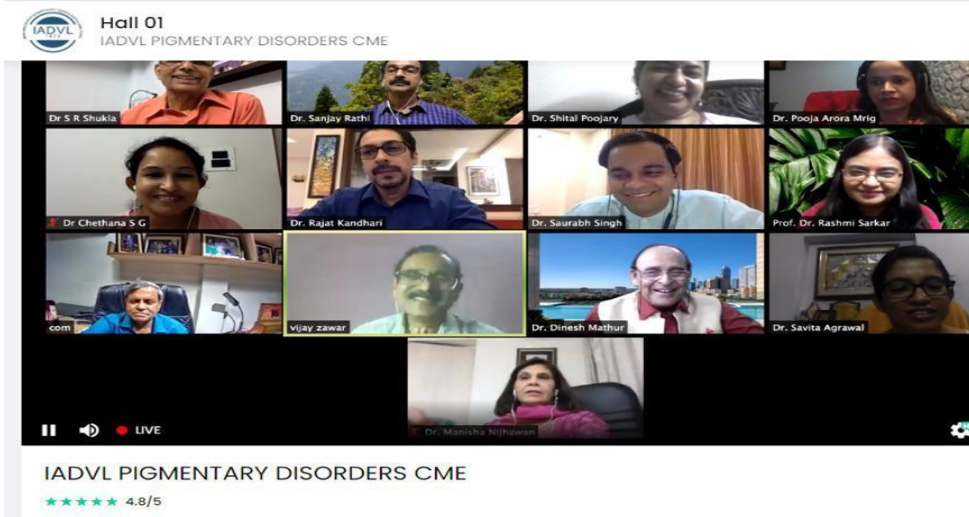 IADVL
Hall 01
IADVL PIGMENTARY DISORDERS CME
Dr S R Shukla
Dr. Sanjay Rathi
Dr. Shital Poojary
Dr. Pooja Arora Mrig
Dr Chethana S G
Dr. Rajat Kandhari
Dr. Saurabh Singh
Prof. Dr. Rashmi Sarkar
com
vijay zawar
Dr. Dinesh Mathur
Dr. Savita Agrawal
Dr. Manisha Nijhawan
LIVE
IADVL PIGMENTARY DISORDERS CME
4.8/5